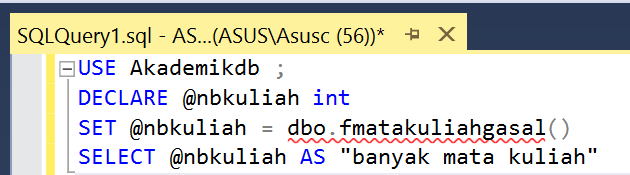 SQLQuery1.sql - AS...(ASUS\Asusc (56))*
USE Akademikdb ;
DECLARE @nbkuliah int
SET @nbkuliah = dbo.fmatakuliahgasal()
SELECT @nbkuliah AS "banyak mata kuliah"